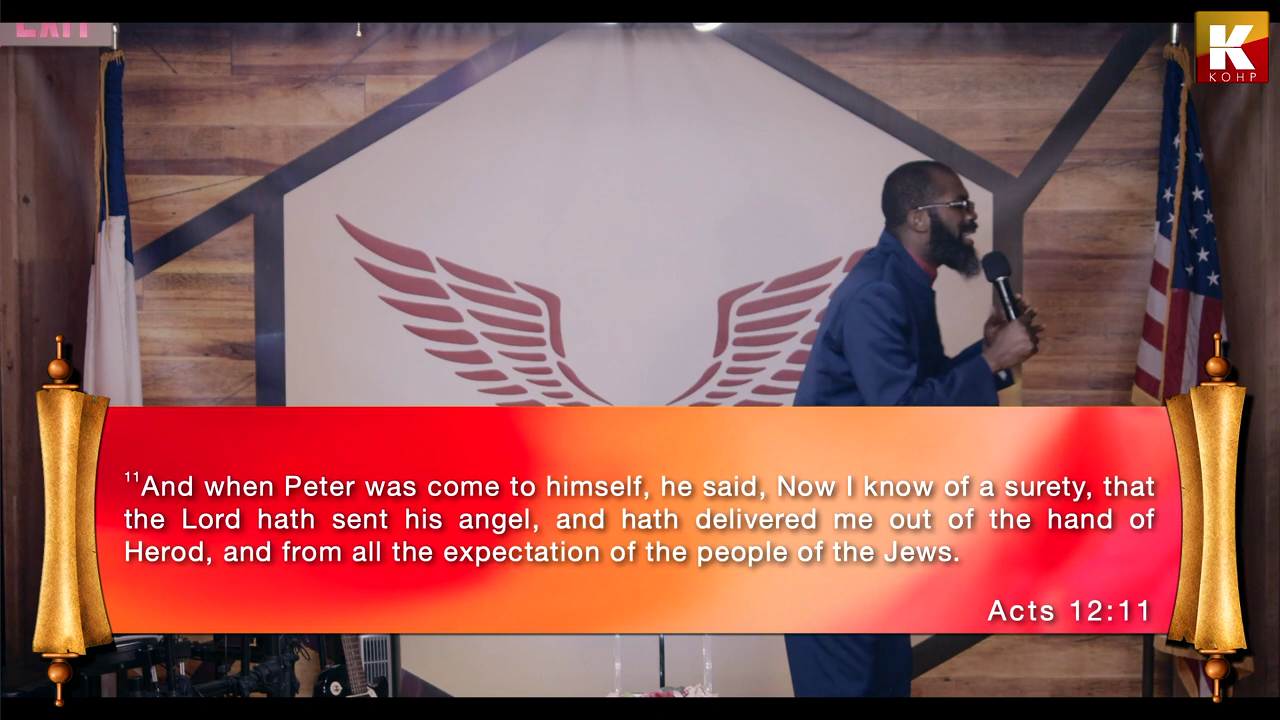 EXIT
K
KOHP
11And when Peter was come to himself, he said, Now I know of a surety, that
the Lord hath sent his angel, and hath delivered me out of the hand of
Herod, and from all the expectation of the people of the Jews.
Acts 12:11